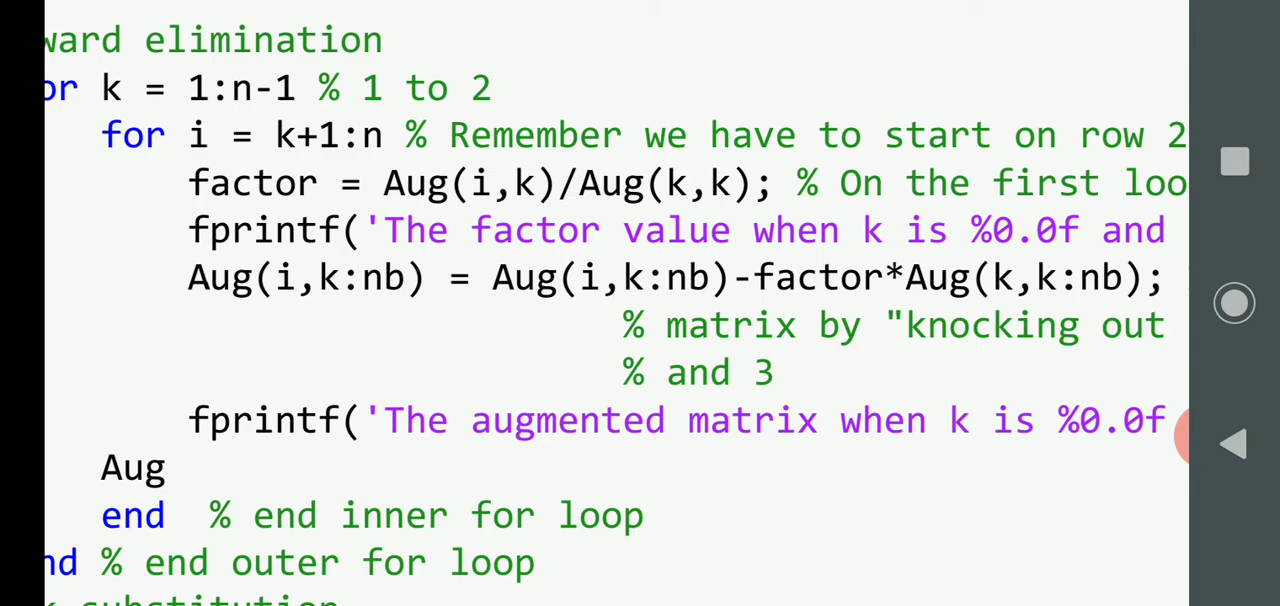 ward elimination
or k = 1:n-1 % 1 to 2
for i = k+1:n % Remember we have to start on row 2
factor = Aug(i,k)/Aug(k,k); % On the first loo
fprintf('The factor value when k is %0.0f and
Aug(i,k:nb) = Aug(i,k:nb)-factor*Aug(k,k:nb);
% matrix by "knocking out
% and 3
fprintf('The augmented matrix when k is %0.0f
Aug
end % end inner for loop
nd % end outer for loop
substitution